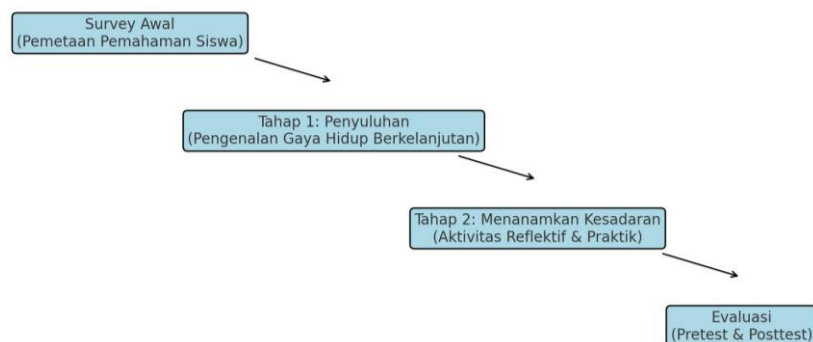 Survey Awal
(Pemetaan Pemahaman Siswa)
Tahap 1: Penyuluhan
(Pengenalan Gaya Hidup Berkelanjutan)
Tahap 2: Menanamkan Kesadaran
(Aktivitas Reflektif & Praktik)
Evaluasi
(Pretest & Posttest)